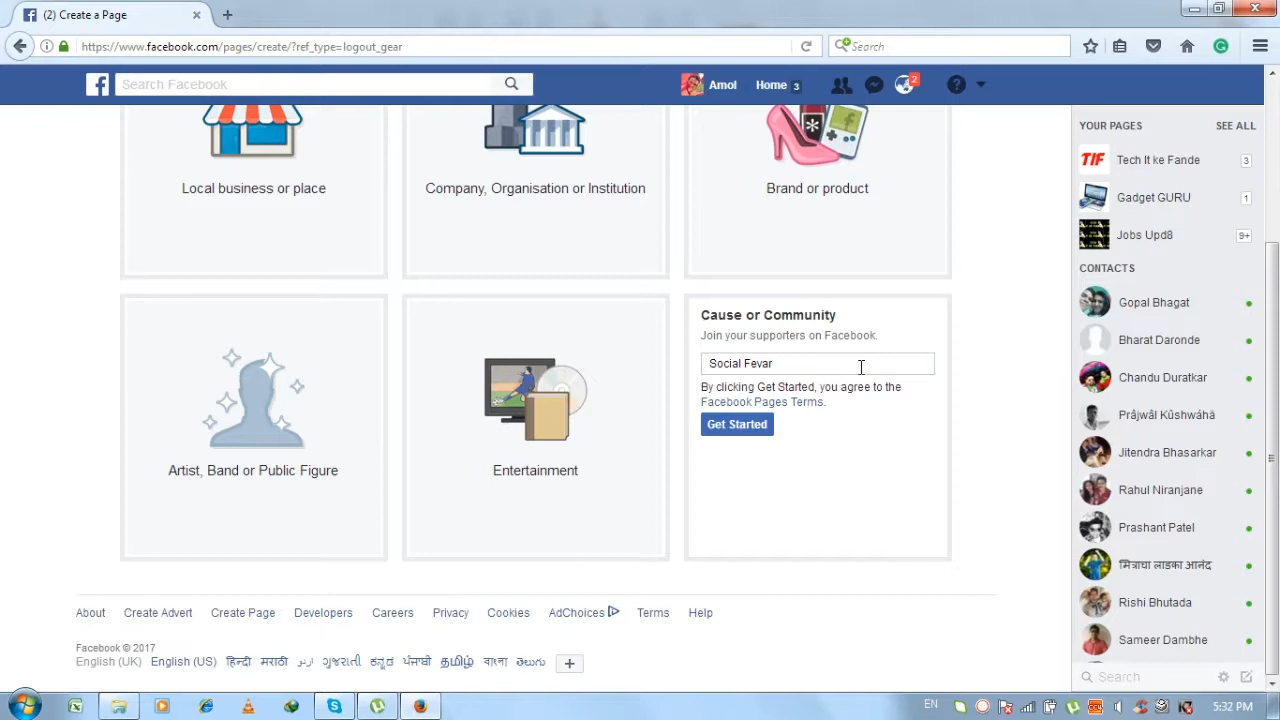 (2) Create a Page
https://www.facebook.com/pages/create/?ref_type=logout_gear
Search
Search Facebook
Amol
Home 3
2
Local business or place
Company, Organisation or Institution
Brand or product
Artist, Band or Public Figure
Entertainment
Cause or Community
Join your supporters on Facebook.
Social Fevar
By clicking Get Started, you agree to the
Facebook Pages Terms.
Get Started
YOUR PAGES SEE ALL
TIF Tech It ke Fande 3
Gadget GURU 1
Jobs Upd8 9+
CONTACTS
Gopal Bhagat
Bharat Daronde
Chandu Duratkar
Prâjwâl Kûshwáhá
Jitendra Bhasarkar
Rahul Niranjane
Prashant Patel
मित्राचा लाडका आनंद
Rishi Bhutada
Sameer Dambhe
Search
About Create Advert Create Page Developers Careers Privacy Cookies AdChoices Terms Help
Facebook © 2017
English (UK) English (US) हिन्दी मराठी اردو ગુજરાતી ಕನ್ನಡ ਪੰਜਾਬੀ தமிழ் বাংলা తెలుగు +
EN
5:32 PM